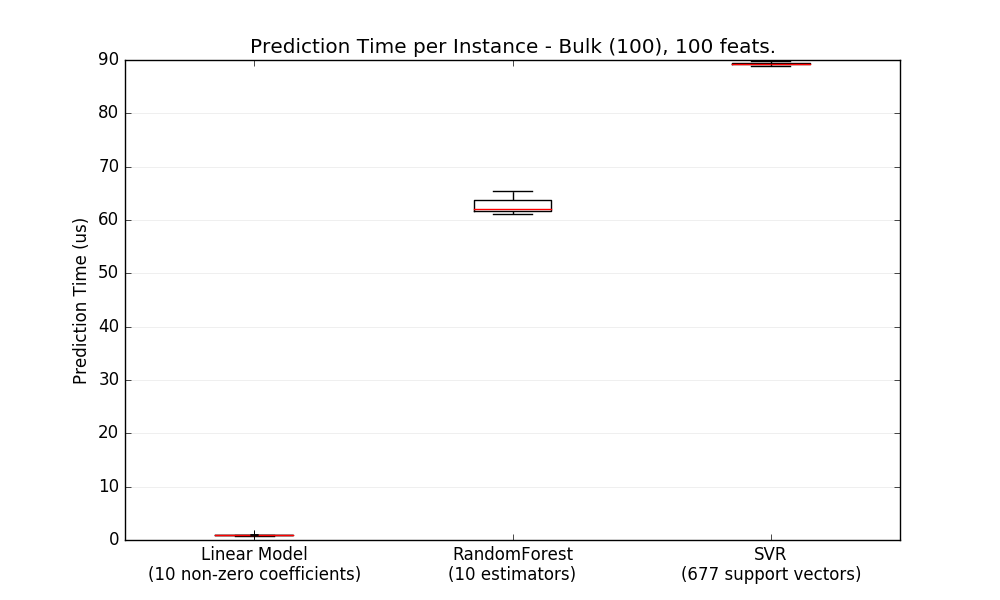 Prediction Time per Instance - Bulk (100), 100 feats.
90
80
70
60
50
40
30
20
10
0
Prediction Time (us)
Linear Model
(10 non-zero coefficients)
RandomForest
(10 estimators)
SVR
(677 support vectors)